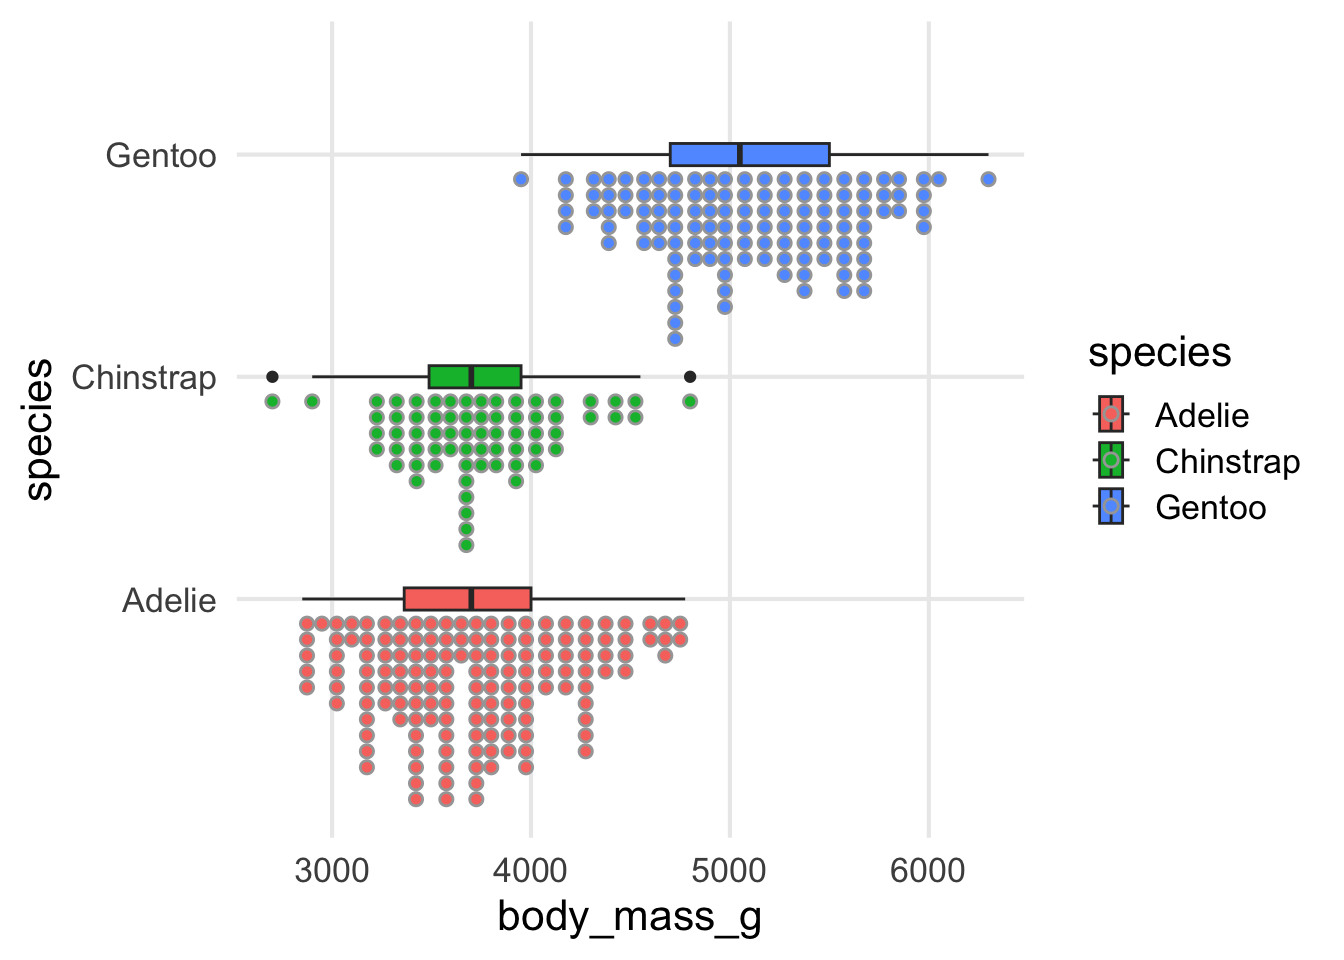 Gentoo
Chinstrap
Adelie
species
3000 4000 5000 6000
body_mass_g
species
Adelie
Chinstrap
Gentoo